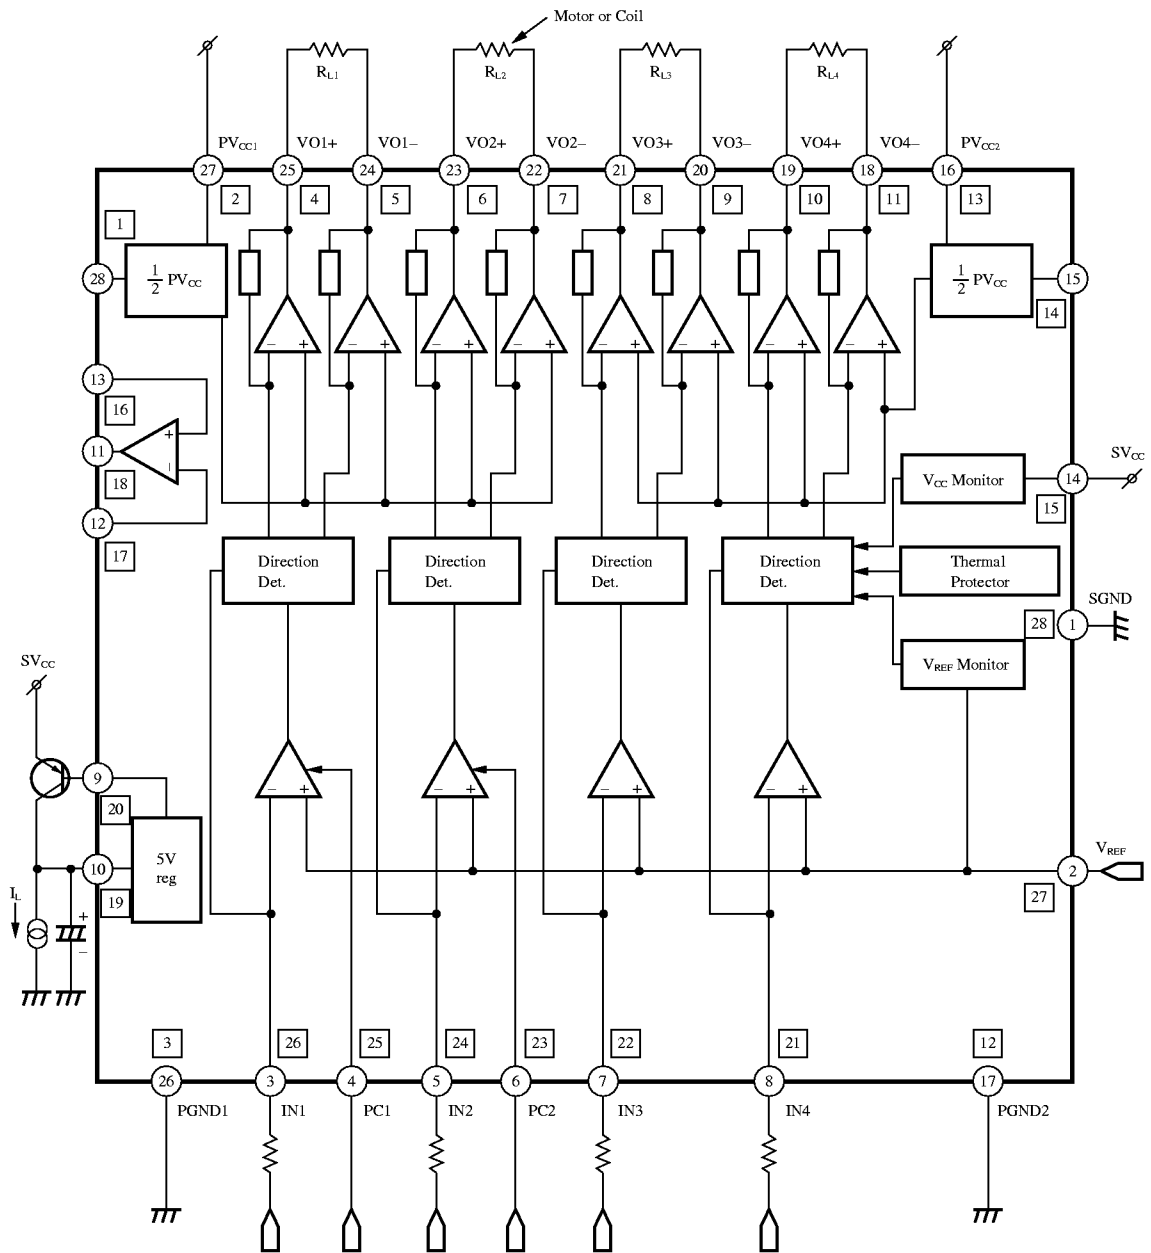 Motor or Coil
RL1 RL2 RL3 RL4
PVCC1 VO1+ VO1– VO2+ VO2– VO3+ VO3– VO4+ VO4– PVCC2
27 25 24 23 22 21 20 19 18 16
2 4 5 6 7 8 9 10 11 13
1
28 1/2 PVCC 1/2 PVCC 15
14
– + – + – + – + – + – + – + – +
13
16
+
11
–
18
12
17
SVCC
VCC Monitor 14
15
Direction Det.
Direction Det.
Direction Det.
Direction Det.
Thermal Protector
SGND
28 1
VREF Monitor
SVCC
9
20
– + – + – + – +
5V reg
10
19
IL
+
–
VREF
2
27
3 26 25 24 23 22 21 12
26 3 4 5 6 7 8 17
PGND1 IN1 PC1 IN2 PC2 IN3 IN4 PGND2